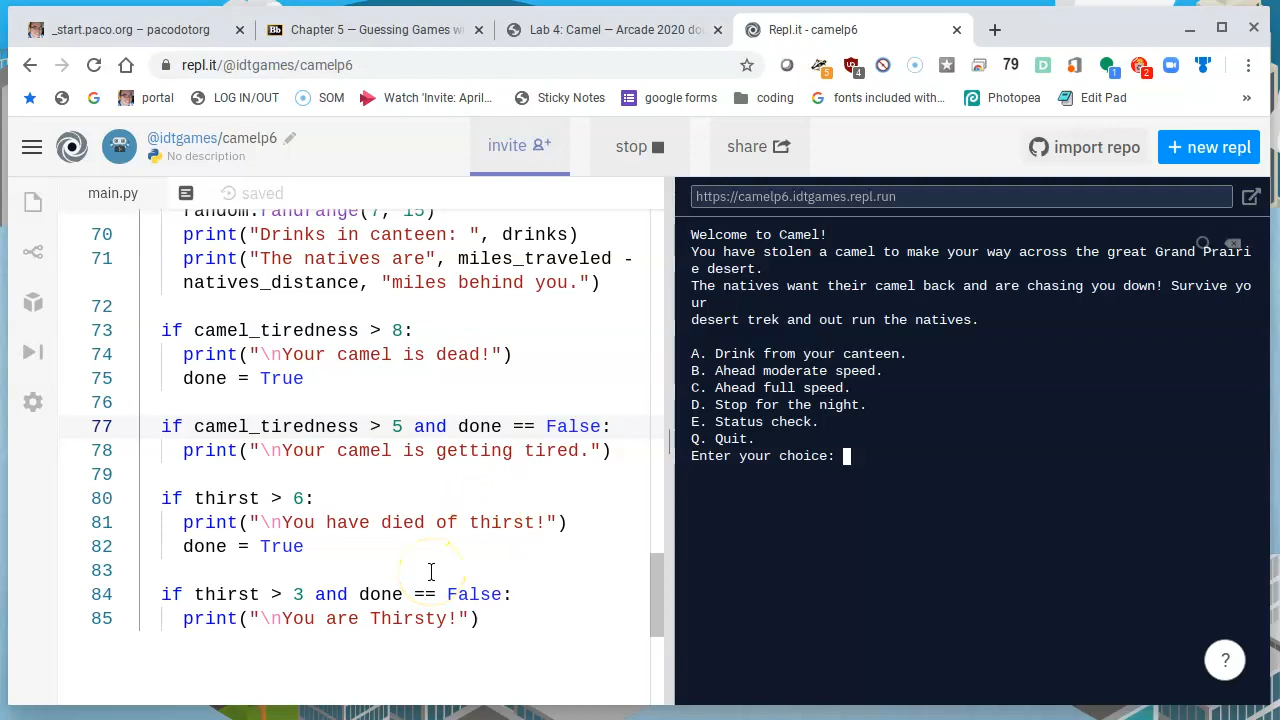 _start.paco.org — pacodotorg
Bb
Chapter 5 — Guessing Games w
Lab 4: Camel — Arcade 2020 do
Repl.it - camelp6
repl.it/@idtgames/camelp6
5
4
79
D
1
2
portal
LOG IN/OUT
SOM
Watch 'Invite: April...
Sticky Notes
google forms
coding
fonts included with...
Photopea
Edit Pad
»
@idtgames/camelp6
No description
invite
stop
share
import repo
+ new repl
main.py
saved
https://camelp6.idtgames.repl.run
random.randrange(7, 15)
70 print("Drinks in canteen: ", drinks)
71 print("The natives are", miles_traveled -
natives_distance, "miles behind you.")
72
73 if camel_tiredness > 8:
74 print("\nYour camel is dead!")
75 done = True
76
77 if camel_tiredness > 5 and done == False:
78 print("\nYour camel is getting tired.")
79
80 if thirst > 6:
81 print("\nYou have died of thirst!")
82 done = True
83
84 if thirst > 3 and done == False:
85 print("\nYou are Thirsty!")
Welcome to Camel!
You have stolen a camel to make your way across the great Grand Prairi
e desert.
The natives want their camel back and are chasing you down! Survive yo
ur
desert trek and out run the natives.
A. Drink from your canteen.
B. Ahead moderate speed.
C. Ahead full speed.
D. Stop for the night.
E. Status check.
Q. Quit.
Enter your choice:
?